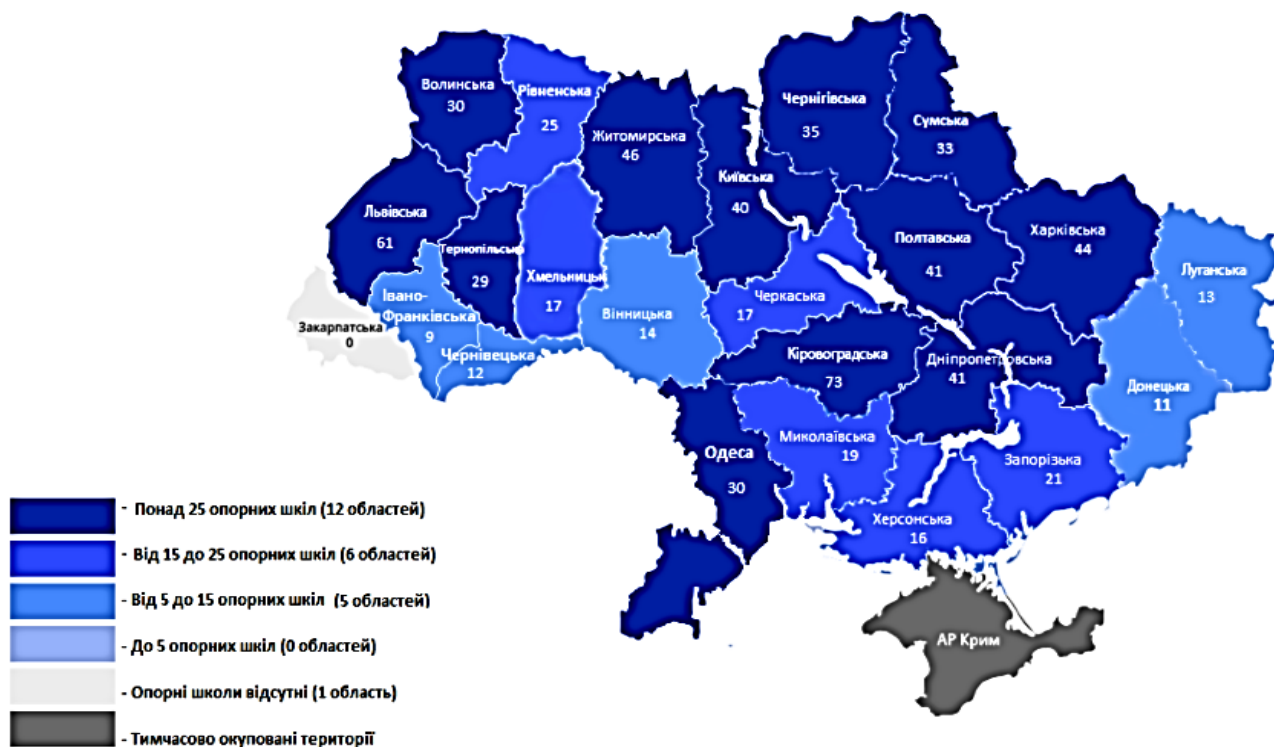 Волинська
30
Рівненська
25
Житомирська
46
Київська
40
Чернігівська
35
Сумська
33
Львівська
61
Тернопільсь
29
Хмельницьк
17
Івано-
Франківська
9
Закарпатська
0
Чернівецька
12
Вінницька
14
Черкаська
17
Полтавська
41
Харківська
44
Луганська
13
Кіровоградська
73
Дніпропетровська
41
Донецька
11
Одеса
30
Миколаївська
19
Запорізька
21
Херсонська
16
АР Крим
- Понад 25 опорних шкіл (12 областей)
- Від 15 до 25 опорних шкіл (6 областей)
- Від 5 до 15 опорних шкіл (5 областей)
- До 5 опорних шкіл (0 областей)
- Опорні школи відсутні (1 область)
- Тимчасово окуповані території